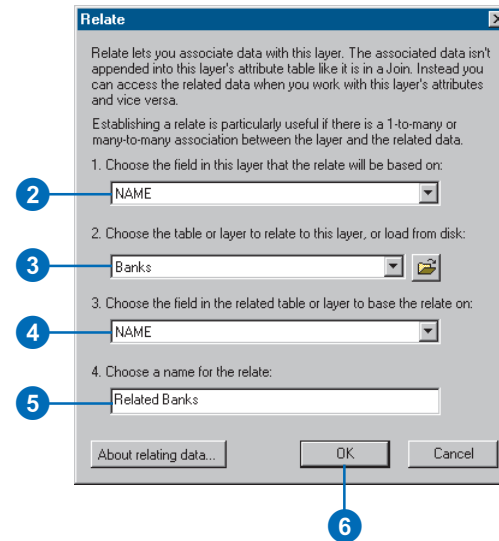 Relate
Relate lets you associate data with this layer. The associated data isn't
appended into this layer's attribute table like it is in a Join. Instead you
can access the related data when you work with this layer's attributes
and vice versa.
Establishing a relate is particularly useful if there is a 1-to-many or
many-to-many association between the layer and the related data.
1. Choose the field in this layer that the relate will be based on:
2
NAME
2. Choose the table or layer to relate to this layer, or load from disk:
3
Banks
3. Choose the field in the related table or layer to base the relate on:
4
NAME
4. Choose a name for the relate:
5
Related Banks
About relating data... OK Cancel
6